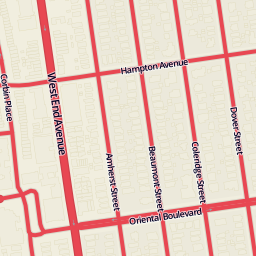 Hampton Avenue
Corbin Place
West End Avenue
Dover Street
Amherst Street
Beaumont Street
Coleridge Street
Oriental Boulevard